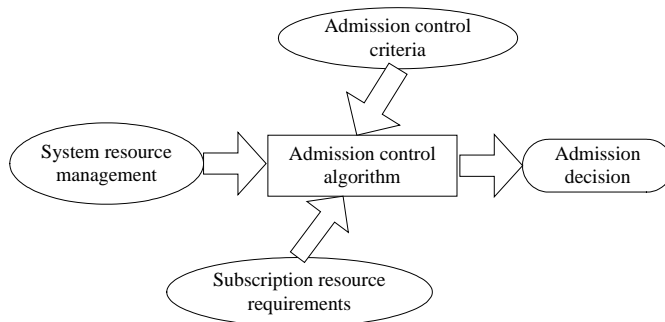 Admission control
criteria
System resource
management
Admission control
algorithm
Admission
decision
Subscription resource
requirements